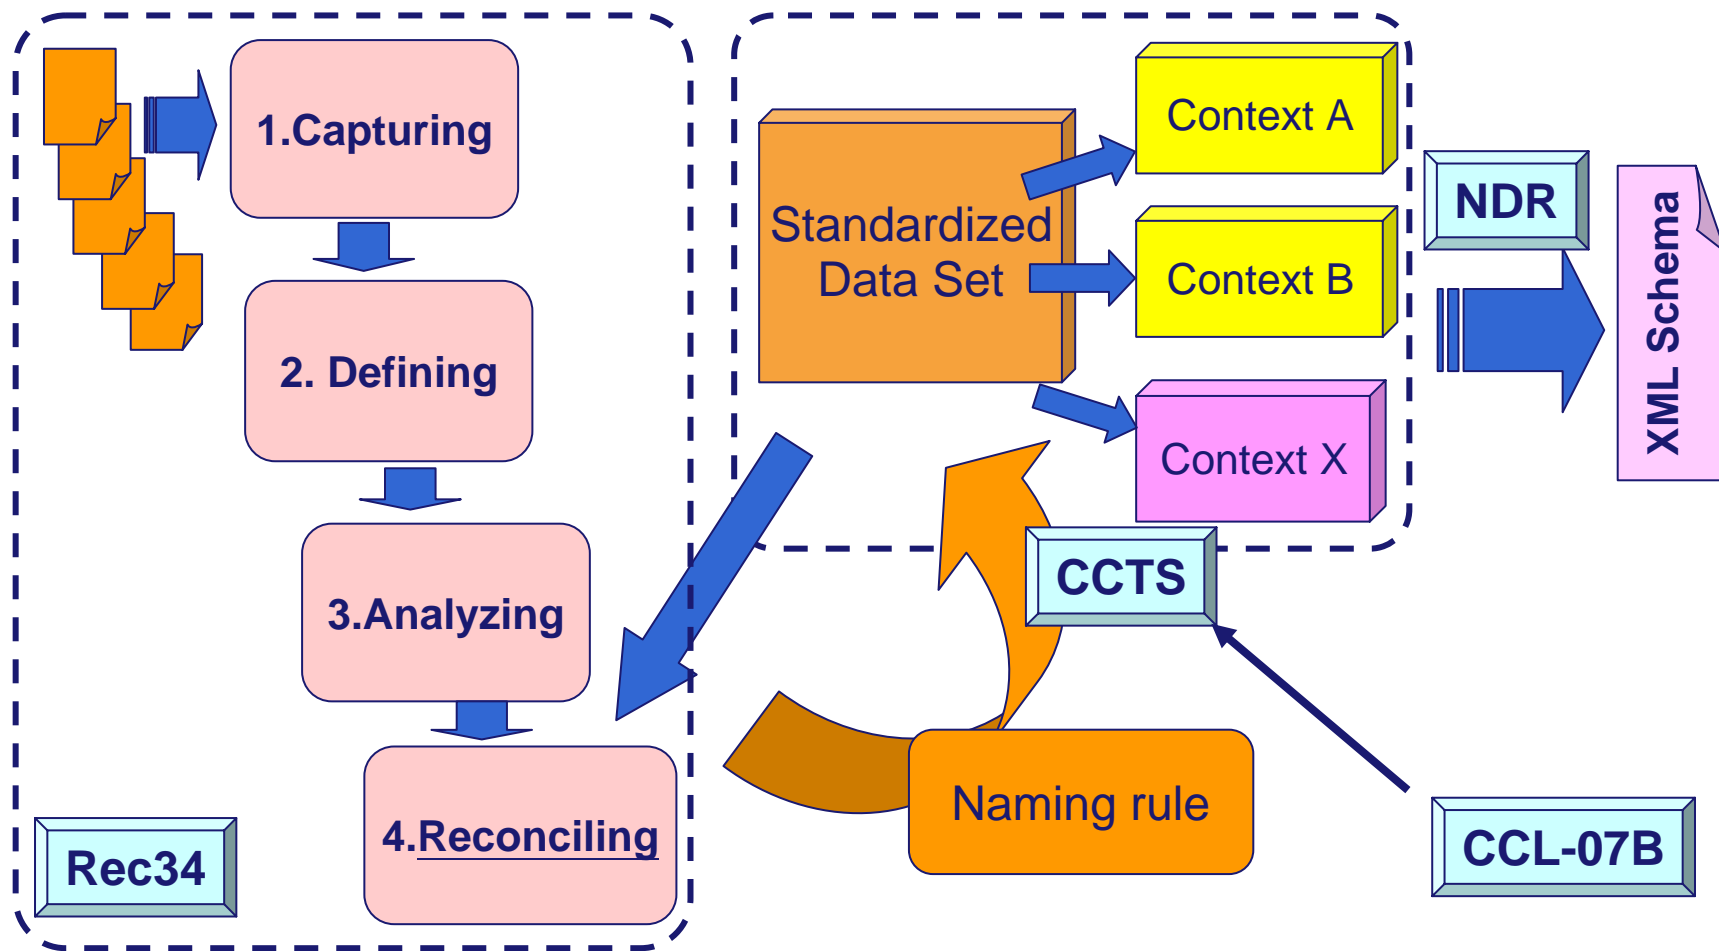 1.Capturing
2. Defining
3.Analyzing
4.Reconciling
Rec34
Standardized
Data Set
Context A
Context B
Context X
NDR
XML Schema
CCTS
Naming rule
CCL-07B